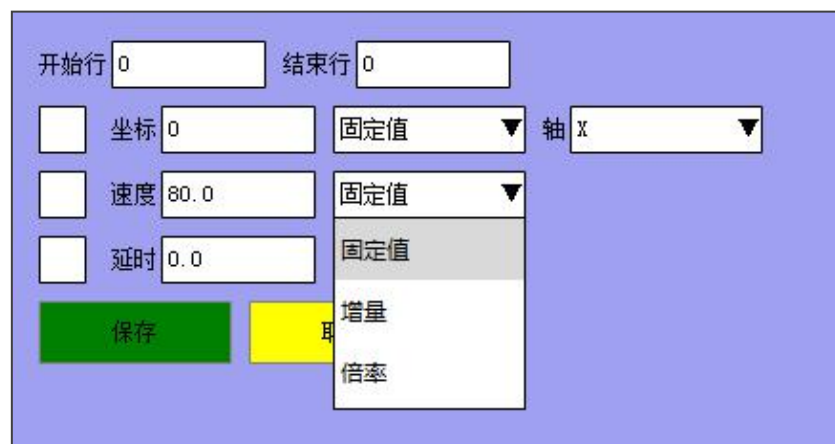 开始行 0 结束行 0
坐标 0 固定值 轴 X
速度 80.0 固定值
延时 0.0 固定值
保存
增量
倍率